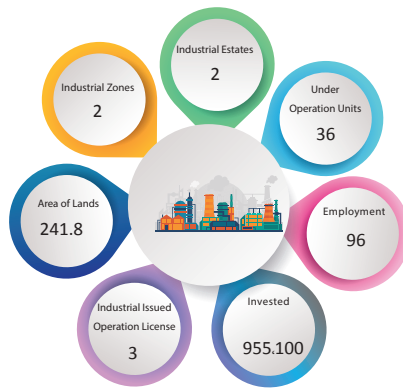 Industrial Estates
2
Under
Operation Units
36
Employment
96
Invested
955.100
Industrial Issued
Operation License
3
Area of Lands
241.8
Industrial Zones
2